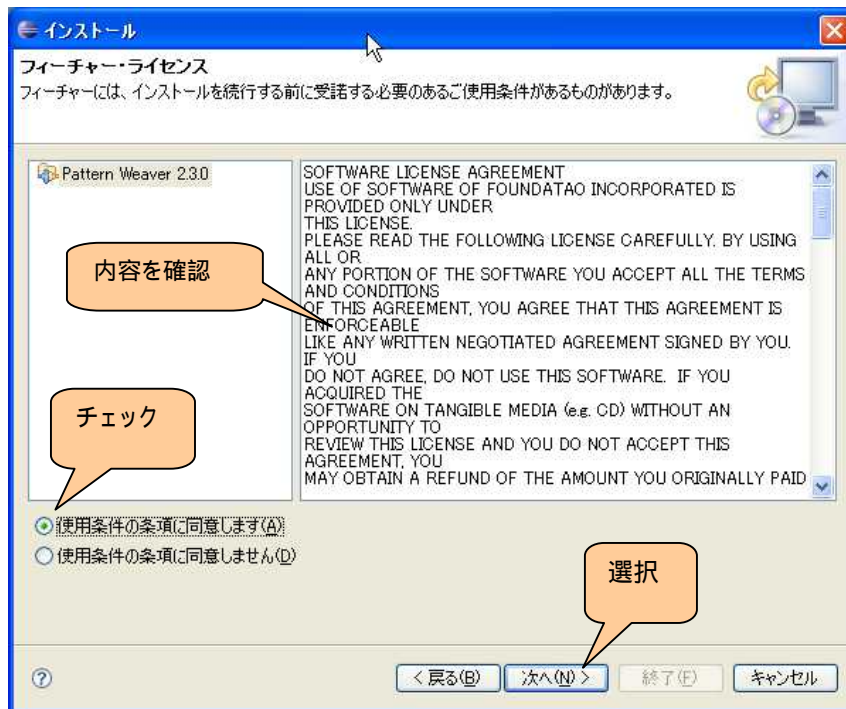 インストール
フィーチャー・ライセンス
フィーチャーには、インストールを続行する前に受諾する必要のあるご使用条件があるものがあります。
Pattern Weaver 2.3.0
SOFTWARE LICENSE AGREEMENT
USE OF SOFTWARE OF FOUNDATAO INCORPORATED IS
PROVIDED ONLY UNDER
THIS LICENSE.
PLEASE READ THE FOLLOWING LICENSE CAREFULLY. BY USING
ALL OR
ANY PORTION OF THE SOFTWARE YOU ACCEPT ALL THE TERMS
AND CONDITIONS
OF THIS AGREEMENT, YOU AGREE THAT THIS AGREEMENT IS
ENFORCEABLE
LIKE ANY WRITTEN NEGOTIATED AGREEMENT SIGNED BY YOU.
IF YOU
DO NOT AGREE, DO NOT USE THIS SOFTWARE. IF YOU
ACQUIRED THE
SOFTWARE ON TANGIBLE MEDIA (e.g. CD) WITHOUT AN
OPPORTUNITY TO
REVIEW THIS LICENSE AND YOU DO NOT ACCEPT THIS
AGREEMENT, YOU
MAY OBTAIN A REFUND OF THE AMOUNT YOU ORIGINALLY PAID
内容を確認
チェック
使用条件の条項に同意します(A)
使用条件の条項に同意しません(D)
選択
?
< 戻る(B)
次へ(N) >
終了(F)
キャンセル